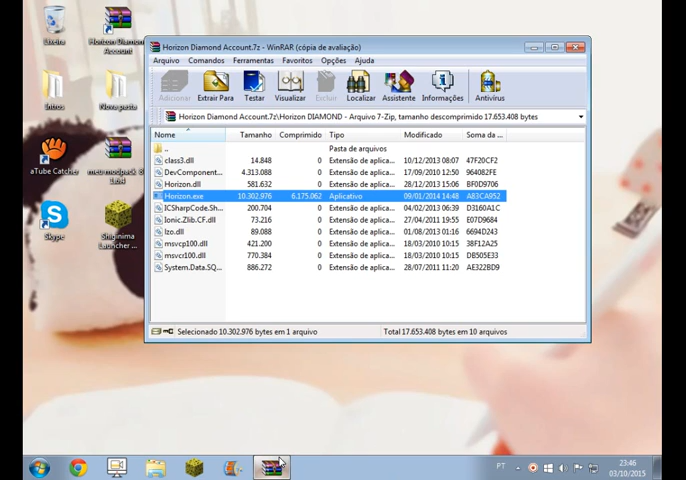 Lixeira
Horizon Diamond Account
Intros
Nova pasta
aTube Catcher
meu modpack 1.6.4
Skype
Shiginima Launcher ...
Horizon Diamond Account.7z - WinRAR (cópia de avaliação)
Arquivo Comandos Ferramentas Favoritos Opções Ajuda
Adicionar Extrair Para Testar Visualizar Excluir Localizar Assistente Informações Antivírus
Horizon Diamond Account.7z\Horizon DIAMOND - Arquivo 7-Zip, tamanho descomprimido 17.653.408 bytes
Nome Tamanho Comprimido Tipo Modificado Soma da ...
.. Pasta de arquivos
class3.dll 14.848 0 Extensão de aplica... 10/12/2013 08:07 47F20CF2
DevComponent... 4.313.088 0 Extensão de aplica... 17/09/2010 12:50 964082FE
Horizon.dll 581.632 0 Extensão de aplica... 28/12/2013 15:06 BF0D9706
Horizon.exe 10.302.976 6.175.062 Aplicativo 09/01/2014 14:48 A83CA952
ICSharpCode.Sh... 200.704 0 Extensão de aplica... 04/02/2013 06:39 D3160A1C
Ionic.Zlib.CF.dll 73.216 0 Extensão de aplica... 27/04/2011 19:55 E07D9684
lzo.dll 89.088 0 Extensão de aplica... 01/08/2013 01:16 6694D243
msvcp100.dll 421.200 0 Extensão de aplica... 18/03/2010 10:15 38F12A25
msvcr100.dll 770.384 0 Extensão de aplica... 18/03/2010 10:15 DB505E33
System.Data.SQ... 886.272 0 Extensão de aplica... 28/07/2011 21:20 AE322BD9
Selecionado 10.302.976 bytes em 1 arquivo Total 17.653.408 bytes em 10 arquivos
PT
23:46
03/10/2015